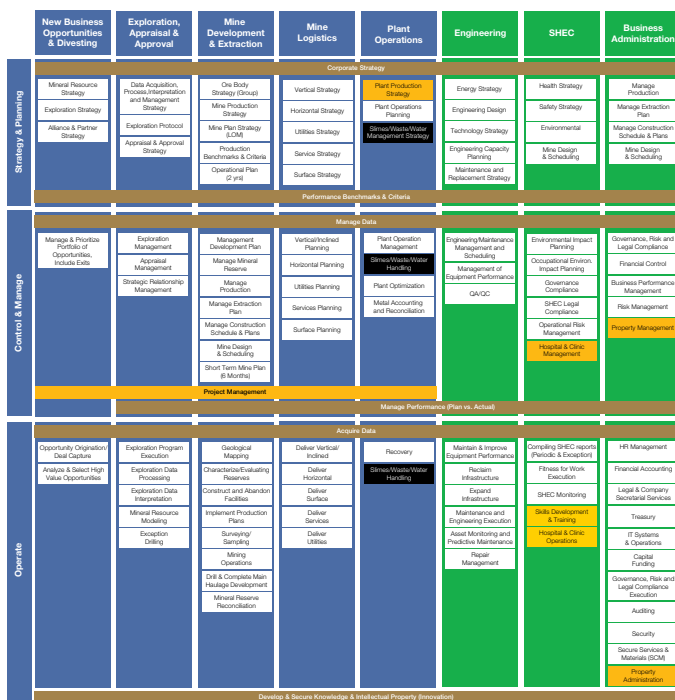 New Business
Opportunities
& Divesting
Exploration,
Appraisal &
Approval
Mine
Development
& Extraction
Mine
Logistics
Plant
Operations
Engineering
SHEC
Business
Administration
Strategy & Planning
Corporate Strategy
Mineral Resource
Strategy
Exploration Strategy
Alliance & Partner
Strategy
Data Acquisition,
Process,Interpretation
and Management
Strategy
Exploration Protocol
Appraisal & Approval
Strategy
Ore Body
Strategy (Group)
Mine Production
Strategy
Mine Plan Strategy
(LOM)
Production
Benchmarks & Criteria
Operational Plan
(2 yrs)
Vertical Strategy
Horizontal Strategy
Utilities Strategy
Service Strategy
Surface Strategy
Plant Production
Strategy
Plant Operations
Planning
Slimes/Waste/Water
Management Strategy
Energy Strategy
Engineering Design
Technology Strategy
Engineering Capacity
Planning
Maintenance and
Replacement Strategy
Health Strategy
Safety Strategy
Environmental
Mine Design
& Scheduling
Manage
Production
Manage Extraction
Plan
Manage Construction
Schedule & Plans
Mine Design
& Scheduling
Performance Banchmarks & Criteria
Control & Manage
Manage Data
Manage & Prioritize
Portfolio of
Opportunities,
Include Exits
Exploration
Management
Appraisal
Management
Strategic Relationship
Management
Management
Development Plan
Manage Mineral
Reserve
Manage
Production
Manage Extraction
Plan
Manage Construction
Schedule & Plans
Mine Design
& Scheduling
Short Term Mine Plan
(6 Months)
Vertical/Inclined
Planning
Horizontal Planning
Utilities Planning
Services Planning
Surface Planning
Plant Operation
Management
Slimes/Waste/Water
Handling
Plant Optimization
Metal Accounting
and Reconciliation
Engineering/Maintenance
Management and
Scheduling
Management of
Equipment Performance
QA/QC
Environmental Impact
Planning
Occupational Environ.
Impact Planning
Governance
Compliance
SHEC Legal
Compliance
Operational Risk
Management
Hospital & Clinic
Management
Governance, Risk and
Legal Compliance
Financial Control
Business Performance
Management
Risk Management
Property Management
Project Management
Manage Performance (Plan vs. Actual)
Operate
Acquire Data
Opportunity Origination/
Deal Capture
Analyze & Select High
Value Opportunities
Exploration Program
Execution
Exploration Data
Processing
Exploration Data
Interpretation
Mineral Resource
Modeling
Exception
Drilling
Geological
Mapping
Characterize/Evaluating
Reserves
Construct and Abandon
Facilities
Implement Production
Plans
Surveying/
Sampling
Mining
Operations
Drill & Complete Main
Haulage Development
Mineral Reserve
Reconciliation
Deliver Vertical/
Inclined
Deliver
Horizontal
Deliver
Surface
Deliver
Services
Deliver
Utilities
Recovery
Slimes/Waste/Water
Handling
Maintain & Improve
Equipment Performance
Reclaim
Infrastructure
Expand
Infrastructure
Maintenance and
Engineering Execution
Asset Monitoring and
Predictive Maintenance
Repair
Management
Compiling SHEC reports
(Periodic & Exception)
Fitness for Work
Execution
SHEC Monitoring
Skills Development
& Training
Hospital & Clinic
Operations
HR Management
Financial Accounting
Legal & Company
Secretarial Services
Treasury
IT Systems
& Operations
Capital
Funding
Governance, Risk and
Legal Compliance
Execution
Auditing
Security
Secure Services &
Materials (SCM)
Property
Administration
Develop & Secure Knowledge & Intellectual Property (Innovation)